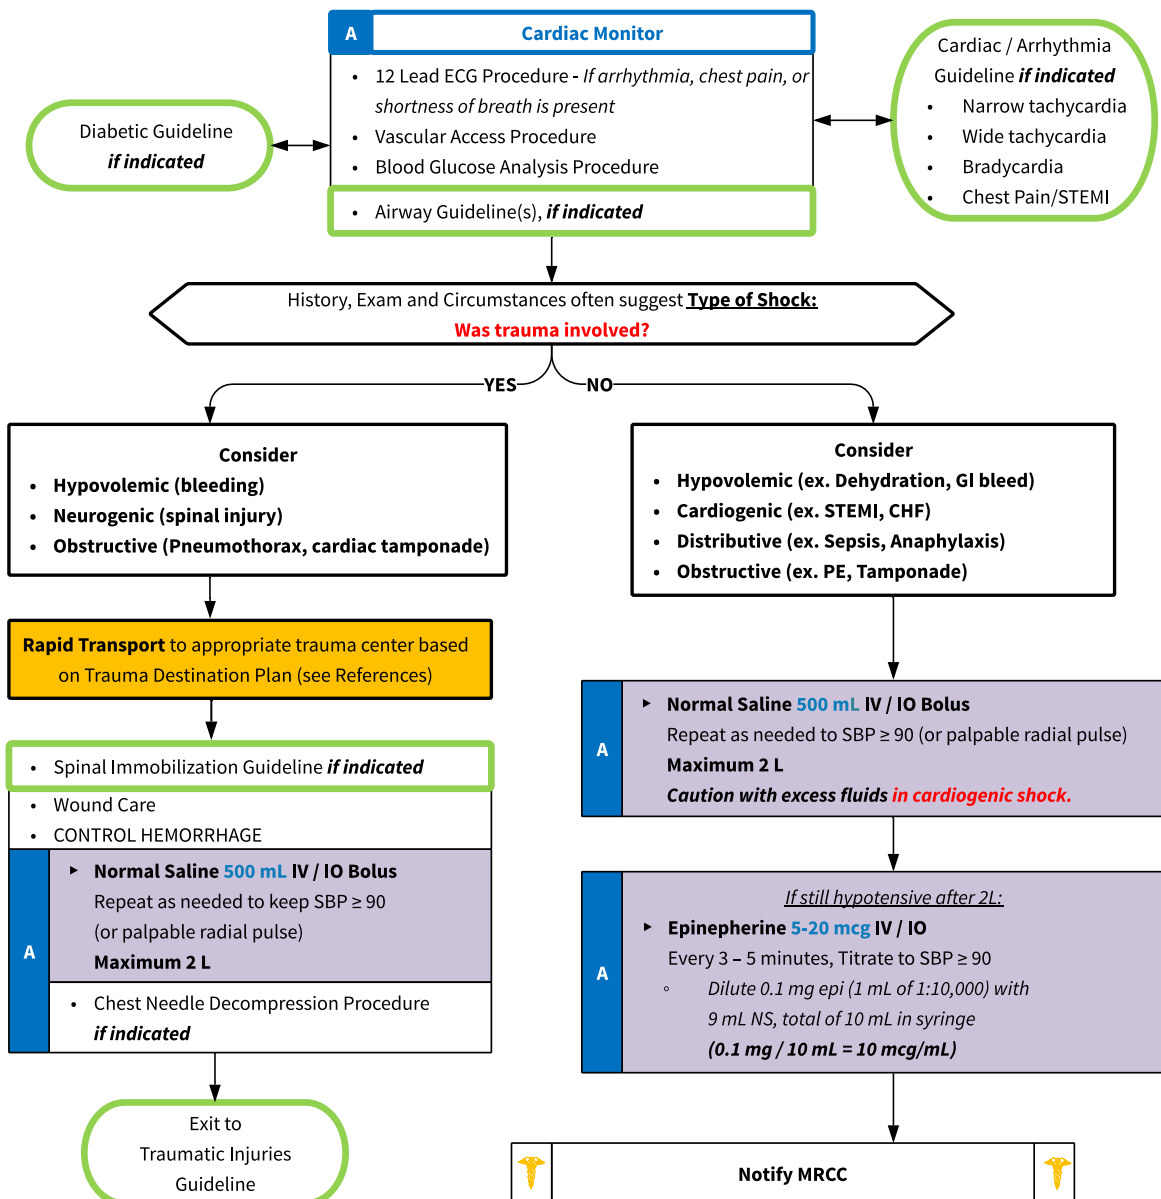 A
Cardiac Monitor
• 12 Lead ECG Procedure - If arrhythmia, chest pain, or
shortness of breath is present
• Vascular Access Procedure
• Blood Glucose Analysis Procedure
• Airway Guideline(s), if indicated
Diabetic Guideline
if indicated
Cardiac / Arrhythmia
Guideline if indicated
• Narrow tachycardia
• Wide tachycardia
• Bradycardia
• Chest Pain/STEMI
History, Exam and Circumstances often suggest Type of Shock:
Was trauma involved?
YES
NO
Consider
• Hypovolemic (bleeding)
• Neurogenic (spinal injury)
• Obstructive (Pneumothorax, cardiac tamponade)
Rapid Transport to appropriate trauma center based
on Trauma Destination Plan (see References)
• Spinal Immobilization Guideline if indicated
• Wound Care
• CONTROL HEMORRHAGE
A
▸ Normal Saline 500 mL IV / IO Bolus
Repeat as needed to keep SBP ≥ 90
(or palpable radial pulse)
Maximum 2 L
• Chest Needle Decompression Procedure
if indicated
Exit to
Traumatic Injuries
Guideline
Consider
• Hypovolemic (ex. Dehydration, GI bleed)
• Cardiogenic (ex. STEMI, CHF)
• Distributive (ex. Sepsis, Anaphylaxis)
• Obstructive (ex. PE, Tamponade)
A
▸ Normal Saline 500 mL IV / IO Bolus
Repeat as needed to SBP ≥ 90 (or palpable radial pulse)
Maximum 2 L
Caution with excess fluids in cardiogenic shock.
A
If still hypotensive after 2L:
▸ Epinepherine 5-20 mcg IV / IO
Every 3 – 5 minutes, Titrate to SBP ≥ 90
◦ Dilute 0.1 mg epi (1 mL of 1:10,000) with
9 mL NS, total of 10 mL in syringe
(0.1 mg / 10 mL = 10 mcg/mL)
Notify MRCC